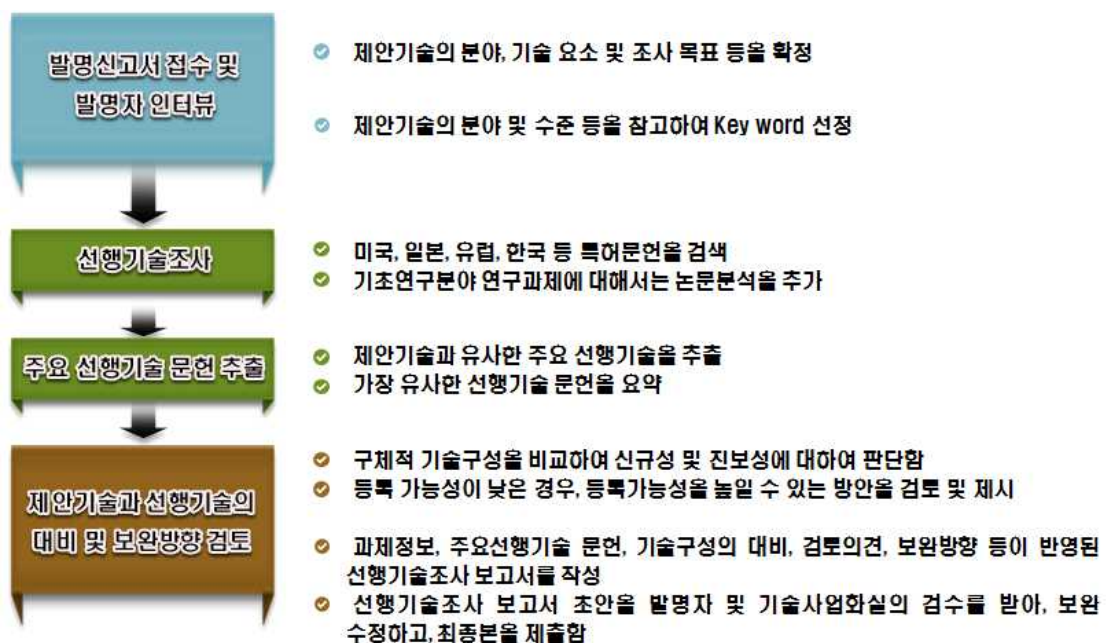 발명신고서 접수 및
발명자 인터뷰
제안기술의 분야, 기술 요소 및 조사 목표 등을 확정
제안기술의 분야 및 수준 등을 참고하여 Key word 선정
선행기술조사
미국, 일본, 유럽, 한국 등 특허문헌을 검색
기초연구분야 연구과제에 대해서는 논문분석을 추가
주요 선행기술 문헌 추출
제안기술과 유사한 주요 선행기술을 추출
가장 유사한 선행기술 문헌을 요약
제안기술과 선행기술의
대비 및 보완방향 검토
구체적 기술구성을 비교하여 신규성 및 진보성에 대하여 판단함
등록 가능성이 낮은 경우, 등록가능성을 높일 수 있는 방안을 검토 및 제시
과제정보, 주요선행기술 문헌, 기술구성의 대비, 검토의견, 보완방향 등이 반영된
선행기술조사 보고서를 작성
선행기술조사 보고서 초안을 발명자 및 기술사업화실의 검수를 받아, 보완
수정하고, 최종본을 제출함